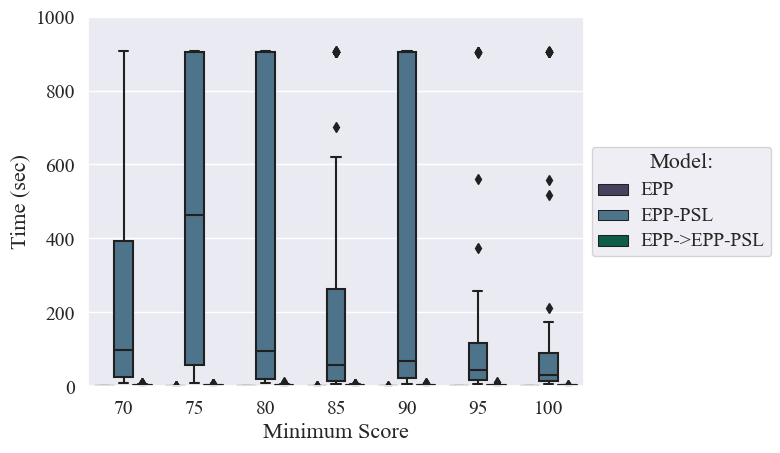 1000
800
600
400
200
0
Time (sec)
70 75 80 85 90 95 100
Minimum Score
Model:
EPP
EPP-PSL
EPP->EPP-PSL